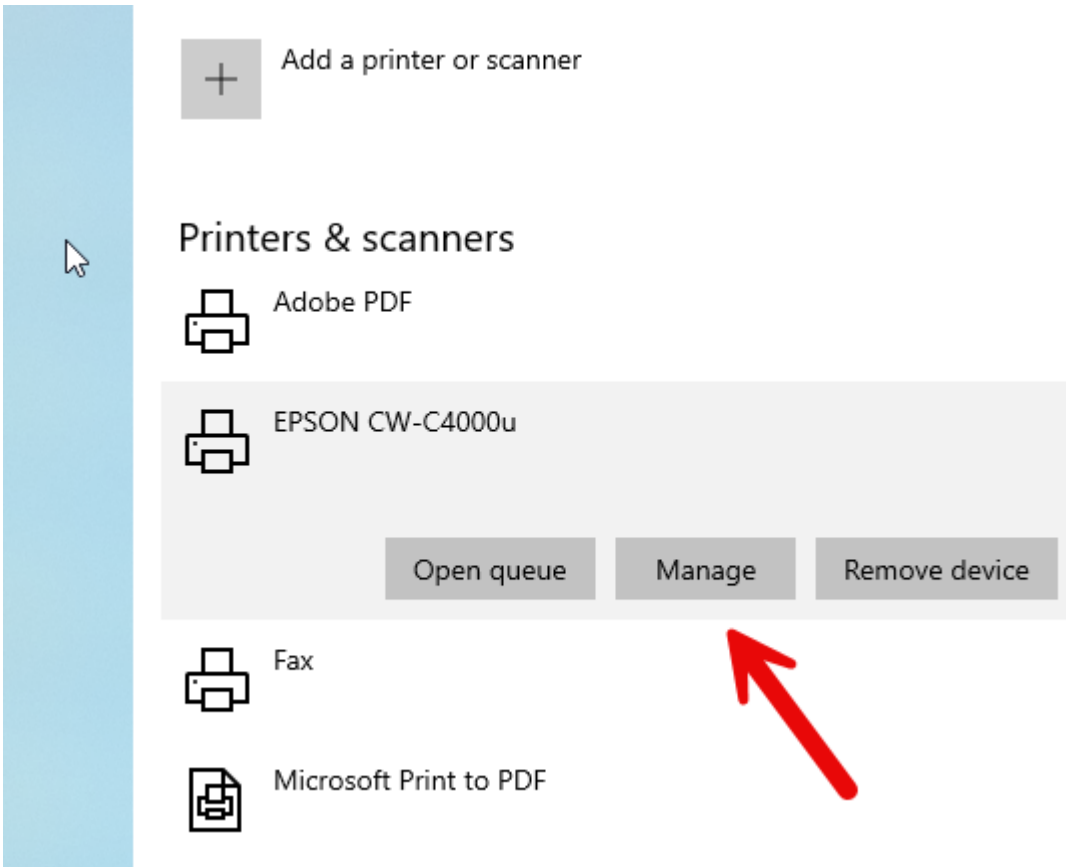 Add a printer or scanner
Printers & scanners
Adobe PDF
EPSON CW-C4000u
Open queue Manage Remove device
Fax
Microsoft Print to PDF